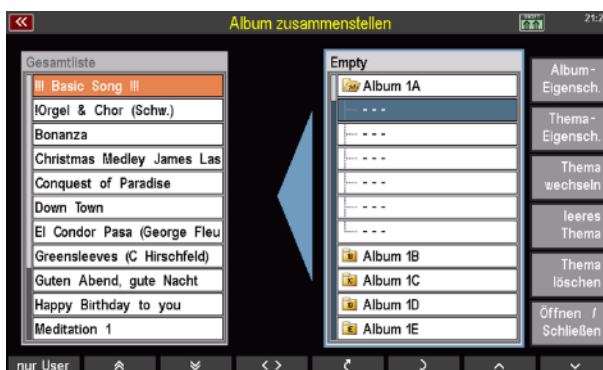 Album zusammenstellen
21:2
Gesamtliste
!!! Basic Song !!!
!Orgel & Chor (Schw.)
Bonanza
Christmas Medley James Las
Conquest of Paradise
Down Town
El Condor Pasa (George Fleu
Greensleeves (C Hirschfeld)
Guten Abend, gute Nacht
Happy Birthday to you
Meditation 1
Empty
Album 1A
- - -
- - -
- - -
- - -
- - -
- - -
Album 1B
Album 1C
Album 1D
Album 1E
Album-
Eigensch.
Thema-
Eigensch.
Thema
wechseln
leeres
Thema
Thema
löschen
Öffnen /
Schließen
nur User